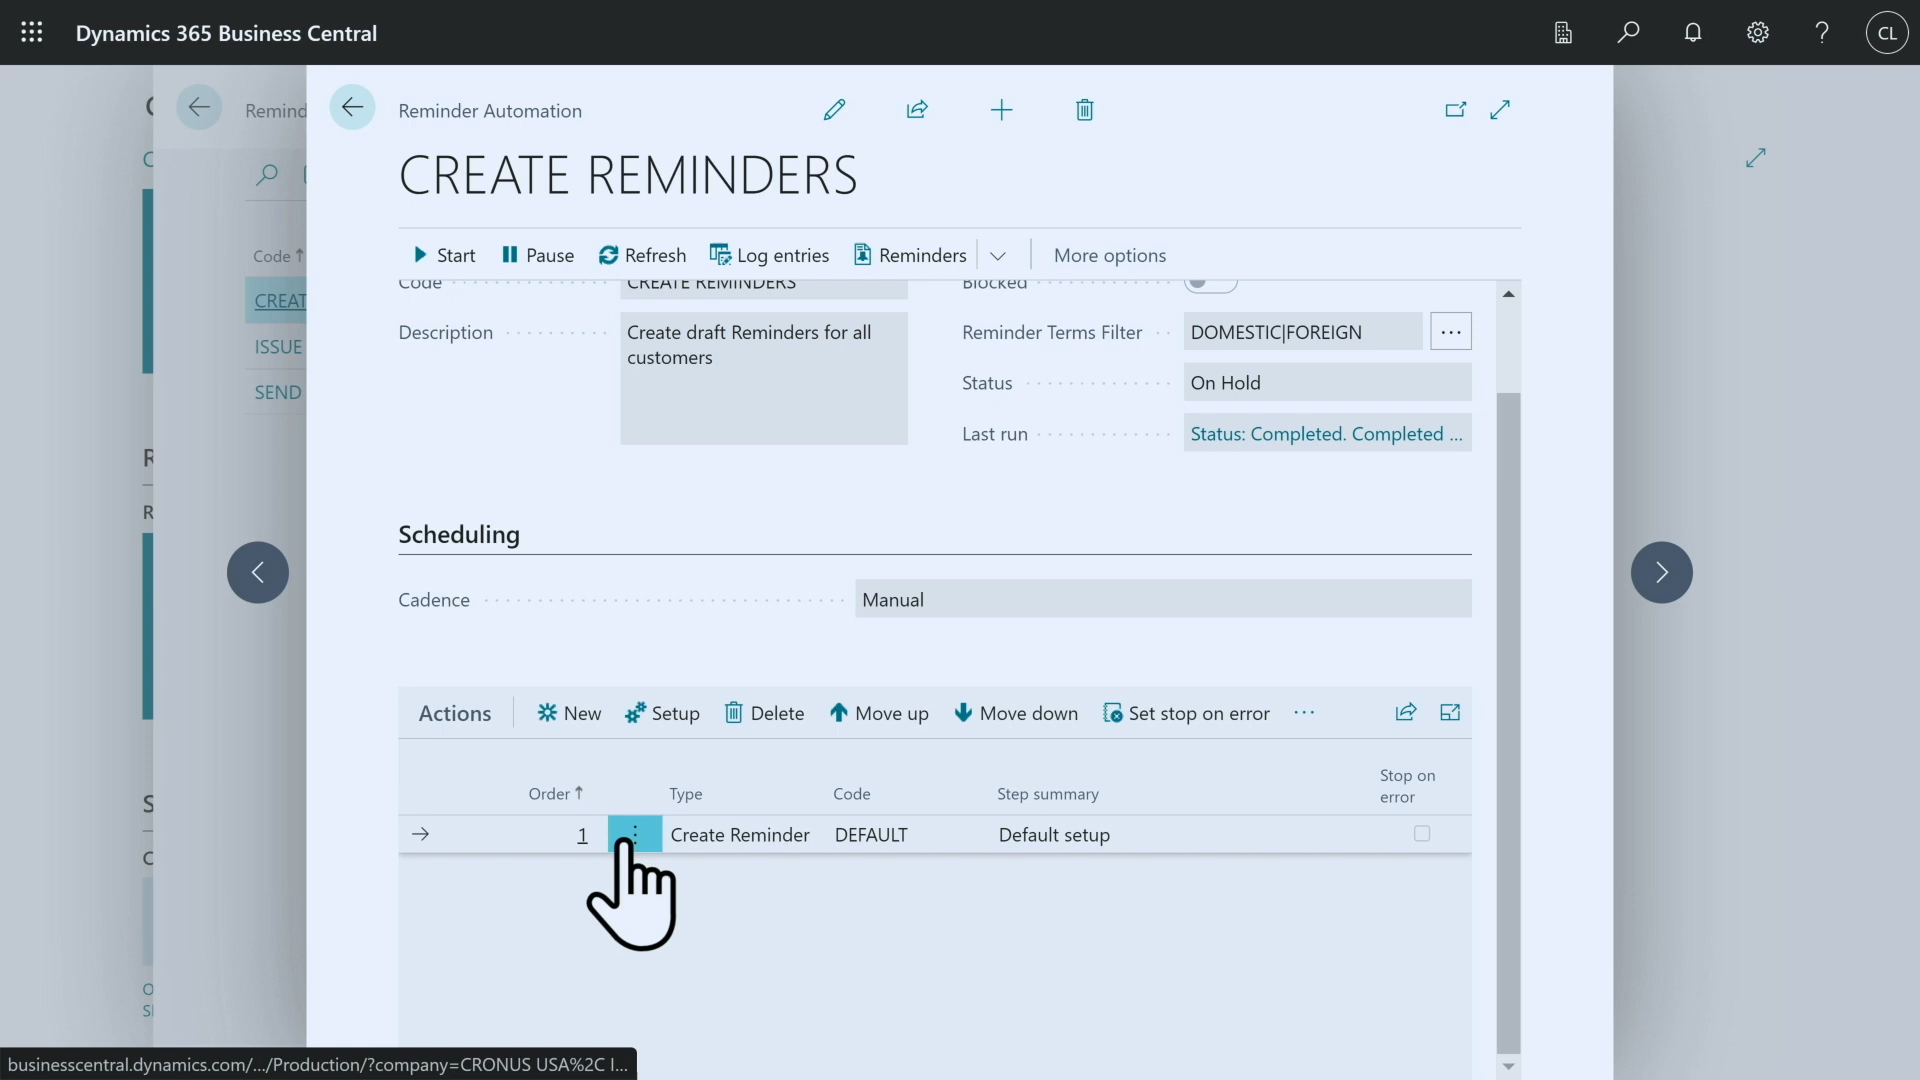 Dynamics 365 Business Central
CL
Remind
Reminder Automation
CREATE REMINDERS
Start
Pause
Refresh
Log entries
Reminders
More options
Code ↑
CREAT
ISSUE
SEND
Code
CREATE REMINDERS
Blocked
Description
Create draft Reminders for all
customers
Reminder Terms Filter
DOMESTIC|FOREIGN
Status
On Hold
Last run
Status: Completed. Completed ...
Scheduling
Cadence
Manual
Actions
New
Setup
Delete
Move up
Move down
Set stop on error
Order ↑
Type
Code
Step summary
Stop on
error
1
Create Reminder
DEFAULT
Default setup
businesscentral.dynamics.com/.../Production/?company=CRONUS USA%2C I...